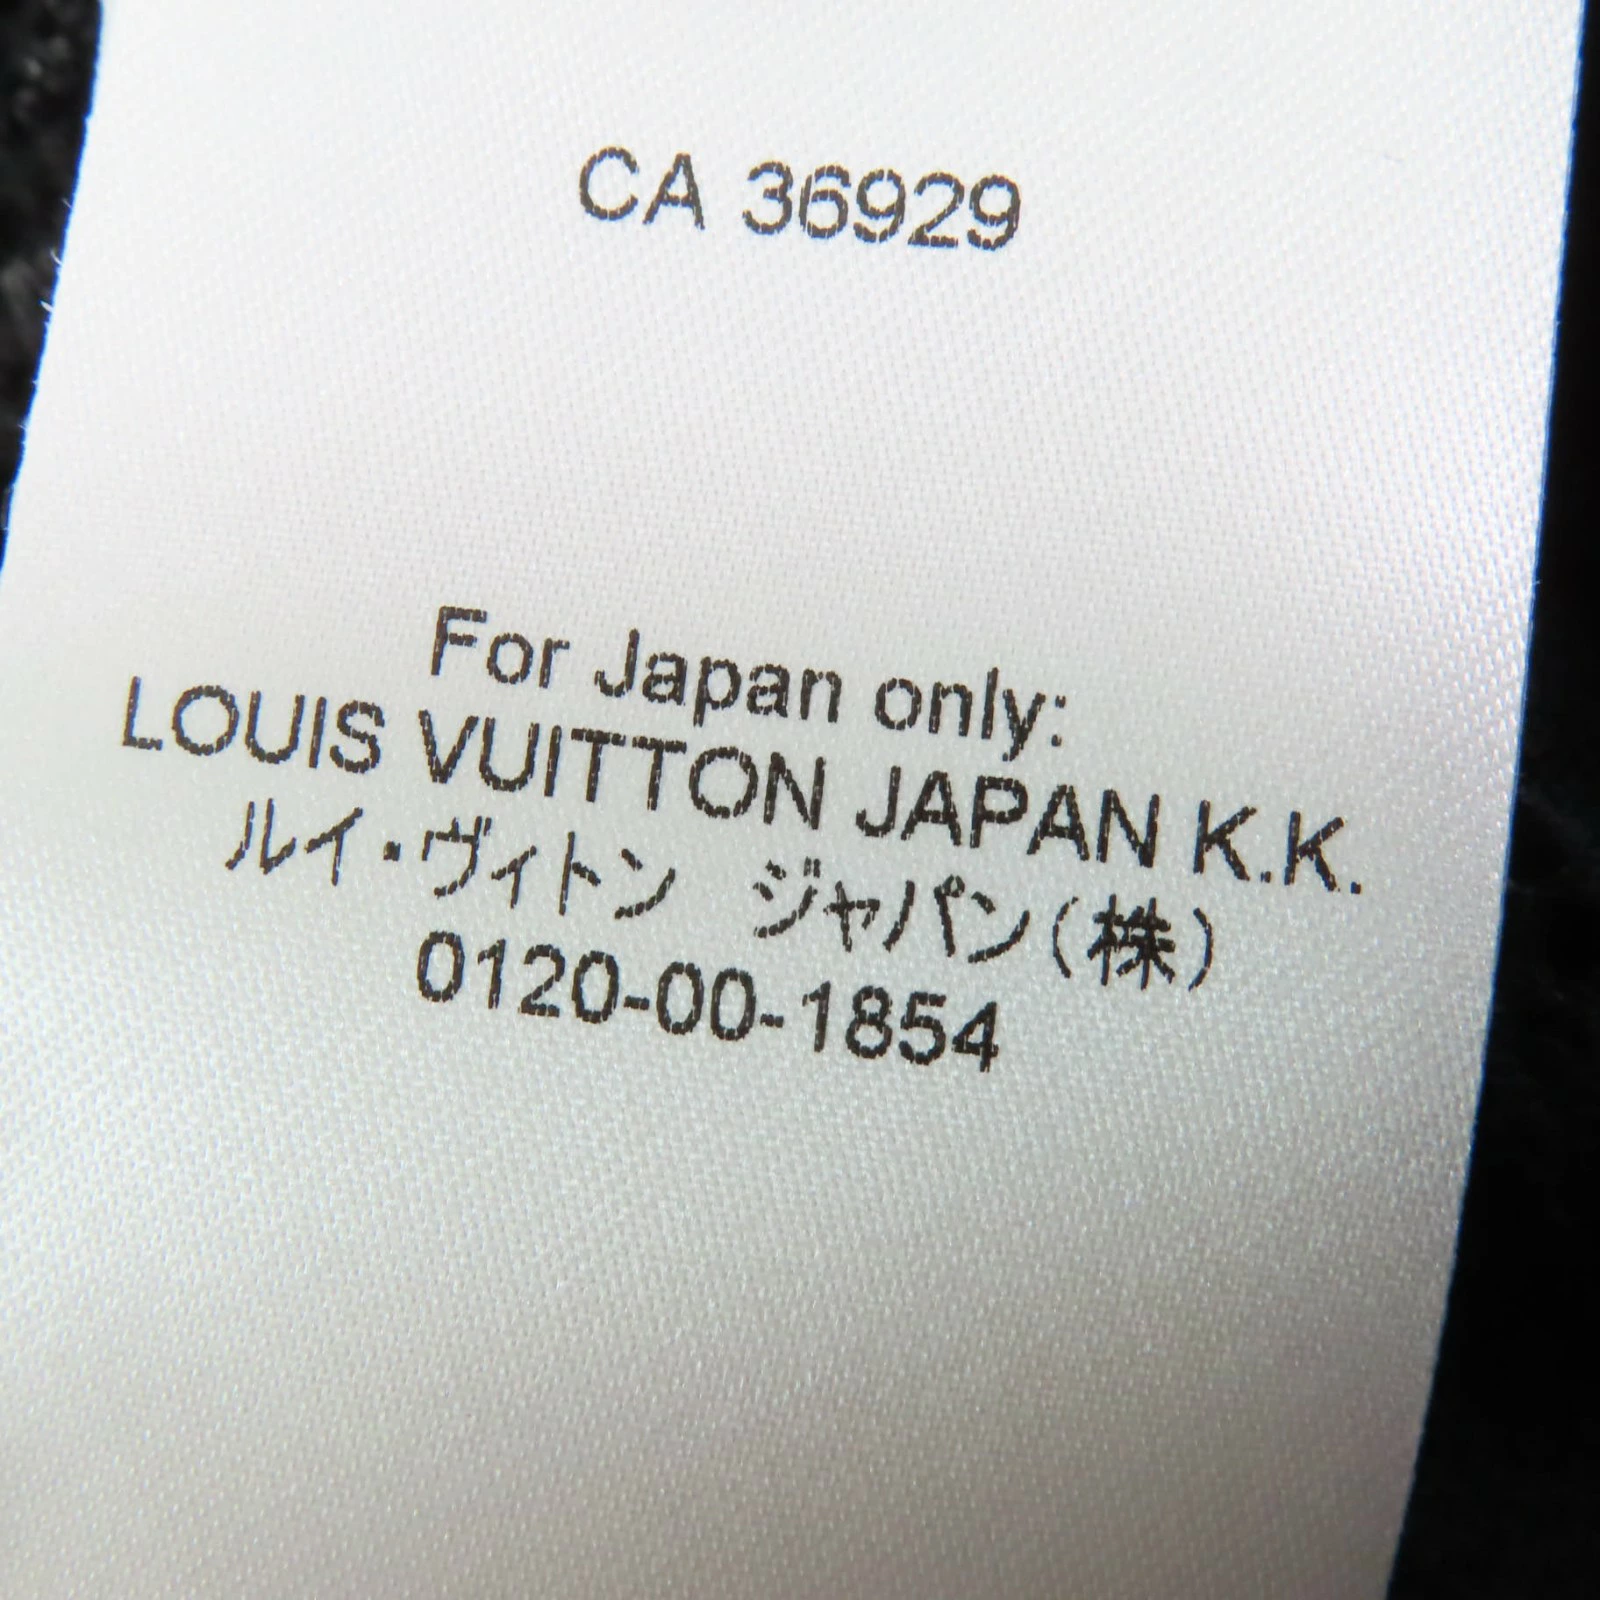 CA 36929
For Japan only:
LOUIS VUITTON JAPAN K.K.
ルイ・ヴィトン　ジャパン(株)
0120-00-1854